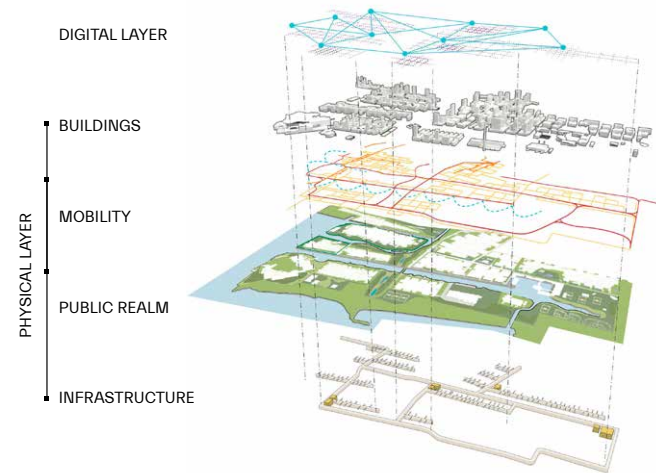 DIGITAL LAYER
BUILDINGS
MOBILITY
PHYSICAL LAYER
PUBLIC REALM
INFRASTRUCTURE